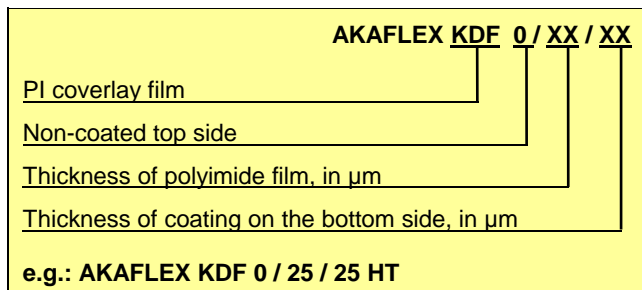 AKAFLEX KDF 0 / XX / XX
PI coverlay film
Non-coated top side
Thickness of polyimide film, in µm
Thickness of coating on the bottom side, in µm
e.g.: AKAFLEX KDF 0 / 25 / 25 HT